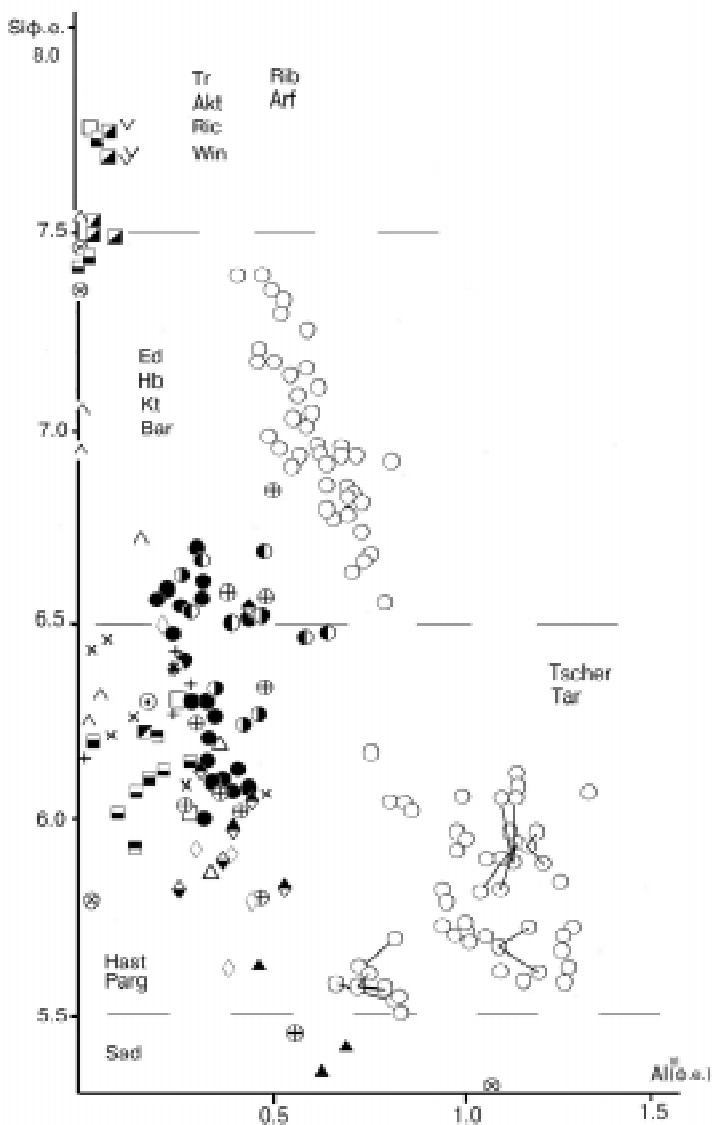 Siф.е.
8.0
Tr Rib
Akt Arf
Ric
Win
7.5
Ed
Hb
Kt
Bar
7.0
6.5
Tscher
Tar
6.0
Hast
Parg
5.5
Sad
0.5 1.0 1.5